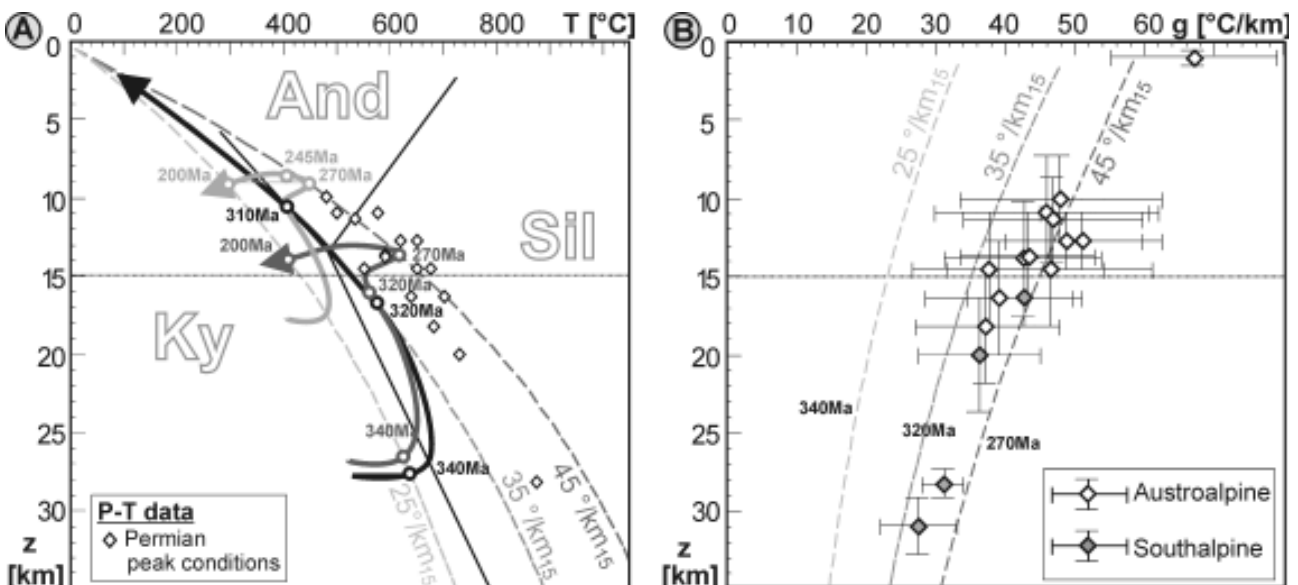 A
0
200
400
600
800
T [°C]
0
5
10
15
20
25
30
z
[km]
And
Sil
Ky
245Ma
200Ma
270Ma
310Ma
200Ma
270Ma
320Ma
320Ma
340Ma
340Ma
25°/km15
35°/km15
45°/km15
P-T data
Permian
peak conditions
B
0
10
20
30
40
50
60
g [°C/km]
0
5
10
15
20
25
30
z
[km]
25 °/km15
35 °/km15
45 °/km15
340Ma
320Ma
270Ma
Austroalpine
Southalpine